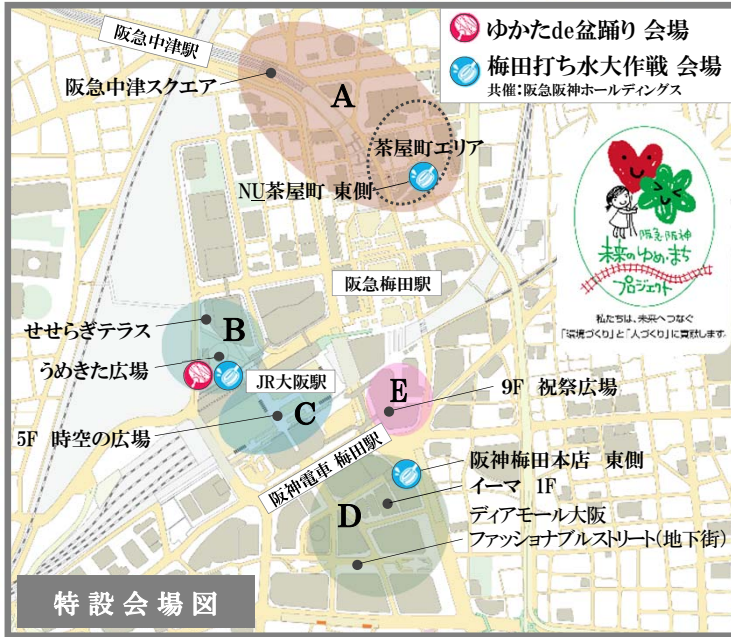 ゆかたde盆踊り 会場
梅田打ち水大作戦 会場
共催:阪急阪神ホールディングス
阪急中津駅
阪急中津スクエア
A
茶屋町エリア
NU茶屋町 東側
阪急阪神
未来のゆめ・まち
プロジェクト
私たちは、未来へつなぐ
「環境づくり」と「人づくり」に貢献します。
阪急梅田駅
せせらぎテラス
B
うめきた広場
JR大阪駅
E
9F 祝祭広場
C
5F 時空の広場
阪神電車 梅田駅
阪神梅田本店 東側
イーマ 1F
D
ディアモール大阪
ファッショナブルストリート(地下街)
特設会場図